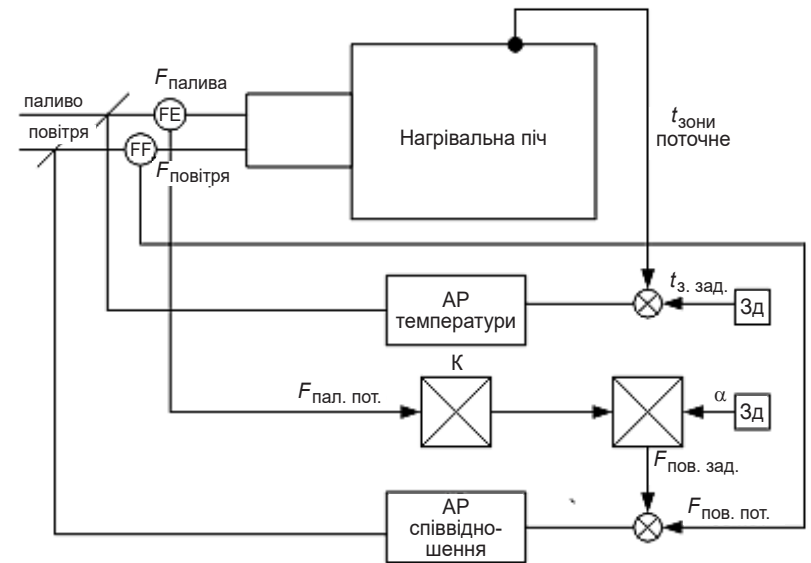 Fпалива
паливо
FE
повітря
FF
Fповітря
Нагрівальна піч
tзони
поточне
АР
температури
tз. зад.
Зд
К
Fпал. пот.
α
Зд
Fпов. зад.
АР
співвідно-
шення
Fпов. пот.